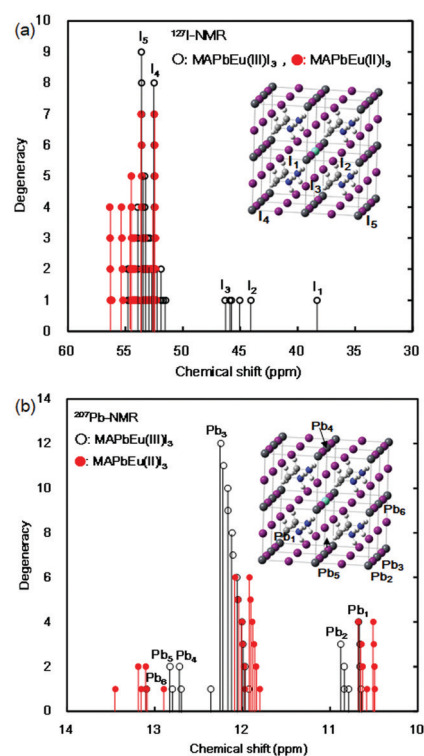 (a)
I₅
I₄
¹²⁷I-NMR
○: MAPbEu(III)I₃ , ●: MAPbEu(II)I₃
I₁ I₂
I₃
I₄ I₅
I₃ I₂ I₁
Degeneracy
10
9
8
7
6
5
4
3
2
1
0
60 55 50 45 40 35 30
Chemical shift (ppm)
(b)
²⁰⁷Pb-NMR
○: MAPbEu(III)I₃
●: MAPbEu(II)I₃
Pb₃
Pb₄
Pb₆
Pb₁
Pb₅ Pb₂ Pb₃
Pb₅ Pb₄
Pb₆
Pb₂ Pb₁
Degeneracy
14
12
10
8
6
4
2
0
14 13 12 11 10
Chemical shift (ppm)